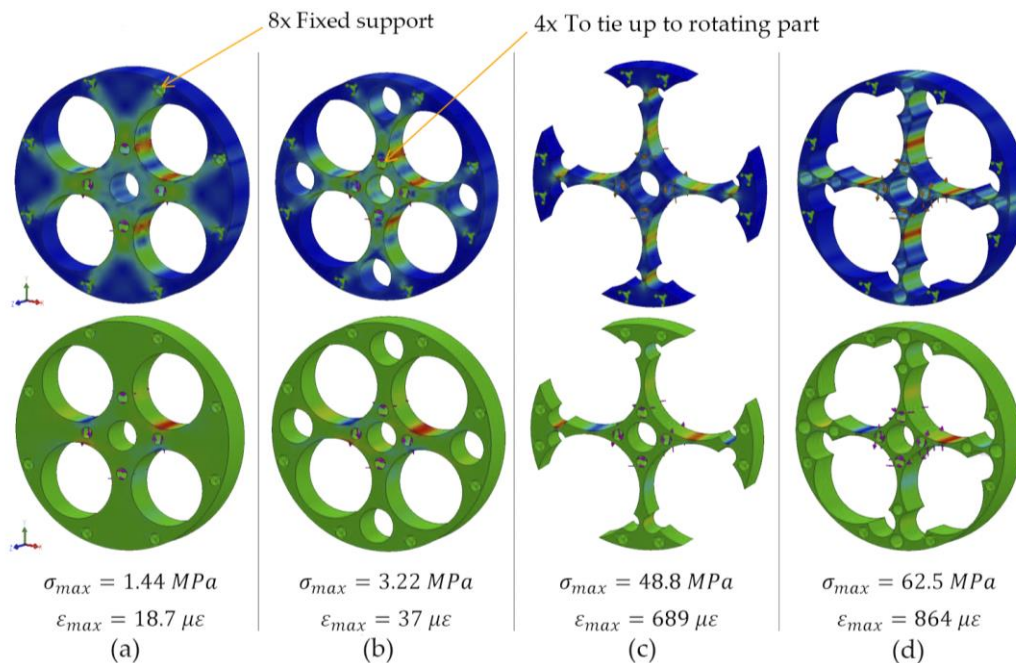 8x Fixed support
4x To tie up to rotating part
σmax = 1.44 MPa
εmax = 18.7 με
(a)
σmax = 3.22 MPa
εmax = 37 με
(b)
σmax = 48.8 MPa
εmax = 689 με
(c)
σmax = 62.5 MPa
εmax = 864 με
(d)